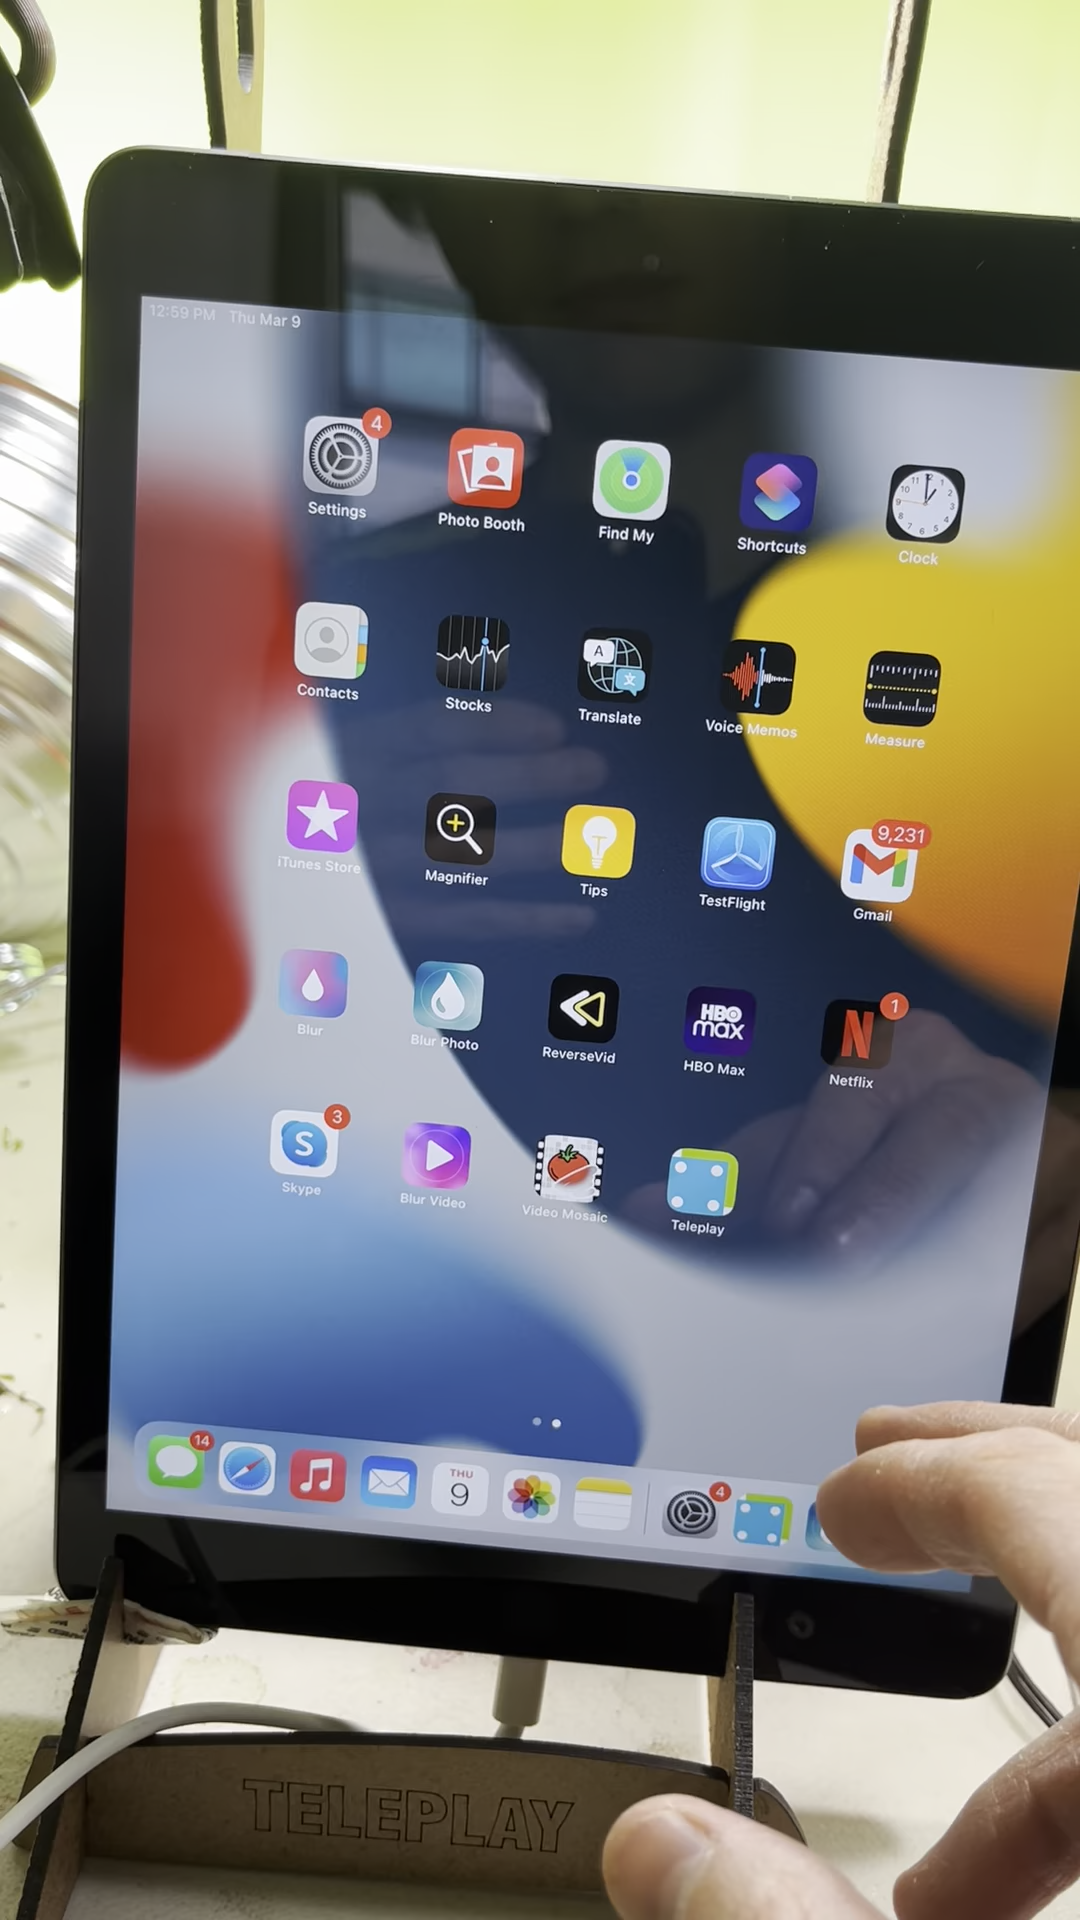 12:59 PM Thu Mar 9
4
Settings
Photo Booth
Find My
Shortcuts
Clock
Contacts
Stocks
A 文
Translate
Voice Memos
Measure
iTunes Store
Magnifier
Tips
TestFlight
9,231
Gmail
Blur
Blur Photo
ReverseVid
HBO
max
HBO Max
N
1
Netflix
S
3
Skype
Blur Video
Video Mosaic
Teleplay
14
THU
9
4
TELEPLAY